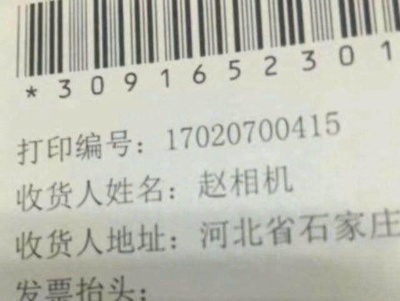 *3091652301
打印编号：17020700415
收货人姓名：赵相机
收货人地址：河北省石家庄
发票抬头：